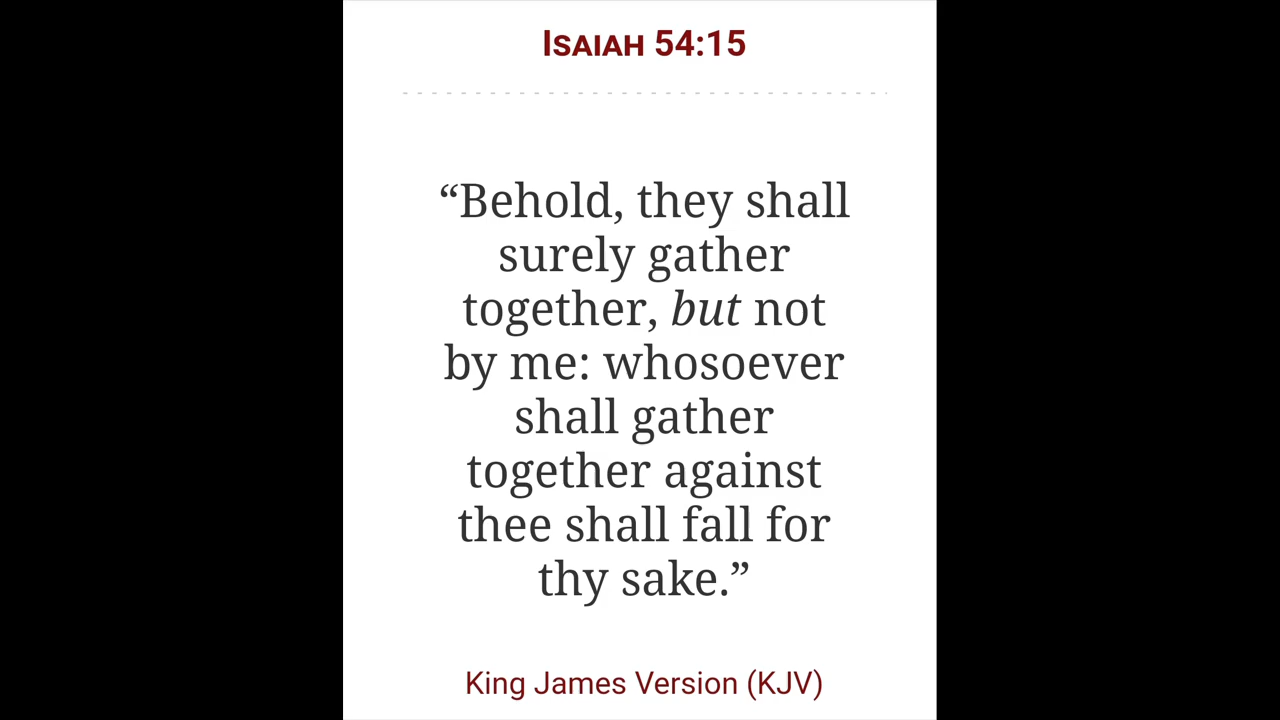 Isaiah 54:15
“Behold, they shall
surely gather
together, but not
by me: whosoever
shall gather
together against
thee shall fall for
thy sake.”
King James Version (KJV)